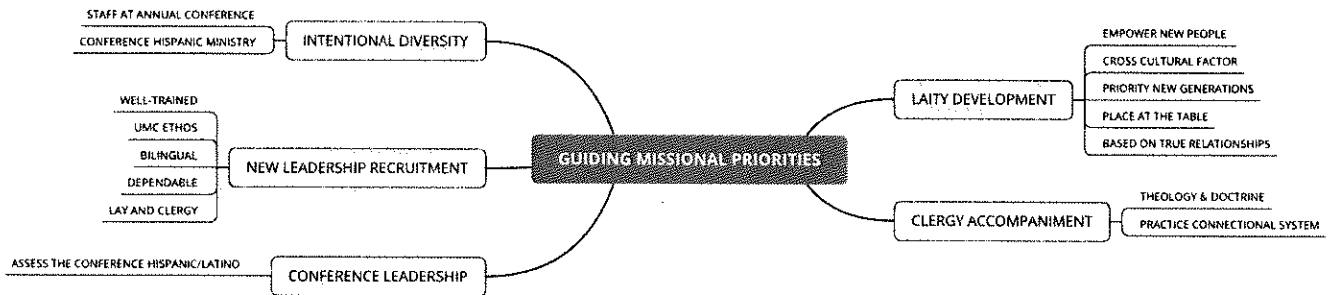 GUIDING MISSIONAL PRIORITIES
INTENTIONAL DIVERSITY
STAFF AT ANNUAL CONFERENCE
CONFERENCE HISPANIC MINISTRY
NEW LEADERSHIP RECRUITMENT
WELL-TRAINED
UMC ETHOS
BILINGUAL
DEPENDABLE
LAY AND CLERGY
CONFERENCE LEADERSHIP
ASSESS THE CONFERENCE HISPANIC/LATINO
LAITY DEVELOPMENT
EMPOWER NEW PEOPLE
CROSS CULTURAL FACTOR
PRIORITY NEW GENERATIONS
PLACE AT THE TABLE
BASED ON TRUE RELATIONSHIPS
CLERGY ACCOMPANIMENT
THEOLOGY & DOCTRINE
PRACTICE CONNECTIONAL SYSTEM